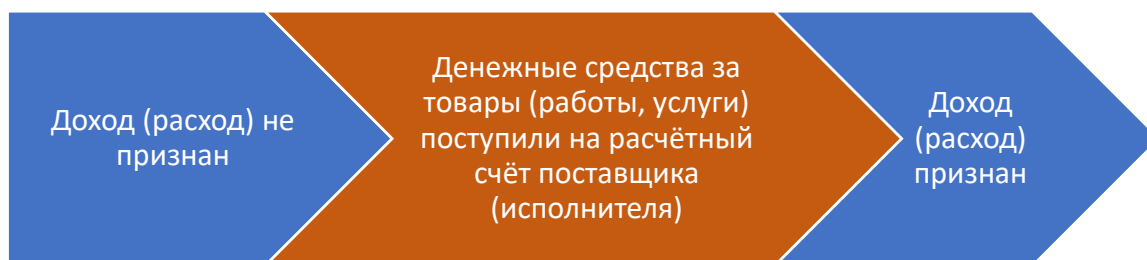 Доход (расход) не
признан
Денежные средства за
товары (работы, услуги)
поступили на расчётный
счёт поставщика
(исполнителя)
Доход
(расход)
признан